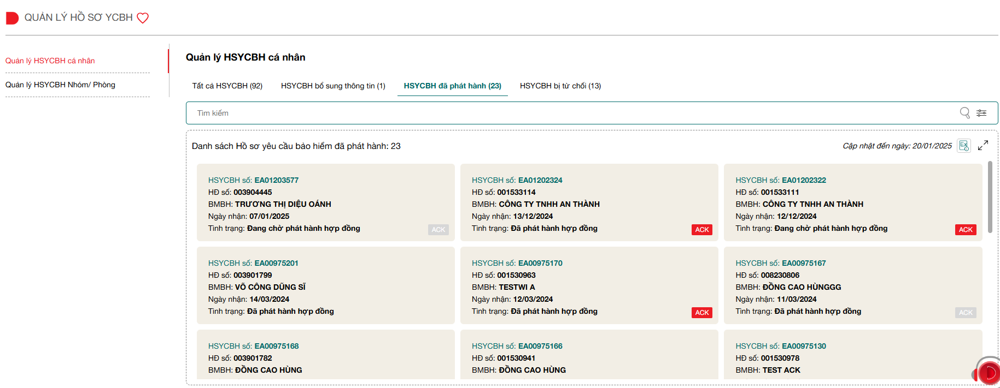 QUẢN LÝ HỒ SƠ YCBH
Quản lý HSYCBH cá nhân
Quản lý HSYCBH Nhóm/ Phòng
Quản lý HSYCBH cá nhân
Tất cả HSYCBH (92) HSYCBH bổ sung thông tin (1) HSYCBH đã phát hành (23) HSYCBH bị từ chối (13)
Tìm kiếm
Danh sách Hồ sơ yêu cầu bảo hiểm đã phát hành: 23
Cập nhật đến ngày: 20/01/2025
HSYCBH số: EA01203577
HĐ số: 003904445
BMBH: TRƯƠNG THỊ DIỆU OÁNH
Ngày nhận: 07/01/2025
Tình trạng: Đang chờ phát hành hợp đồng
ACK
HSYCBH số: EA01202324
HĐ số: 001533114
BMBH: CÔNG TY TNHH AN THÀNH
Ngày nhận: 13/12/2024
Tình trạng: Đã phát hành hợp đồng
ACK
HSYCBH số: EA01202322
HĐ số: 001533111
BMBH: CÔNG TY TNHH AN THÀNH
Ngày nhận: 12/12/2024
Tình trạng: Đang chờ phát hành hợp đồng
ACK
HSYCBH số: EA00975201
HĐ số: 003901799
BMBH: VÕ CÔNG DŨNG SĨ
Ngày nhận: 14/03/2024
Tình trạng: Đã phát hành hợp đồng
HSYCBH số: EA00975170
HĐ số: 001530963
BMBH: TESTWI A
Ngày nhận: 12/03/2024
Tình trạng: Đã phát hành hợp đồng
ACK
HSYCBH số: EA00975167
HĐ số: 008230806
BMBH: ĐỒNG CAO HÙNGGG
Ngày nhận: 11/03/2024
Tình trạng: Đã phát hành hợp đồng
ACK
HSYCBH số: EA00975168
HĐ số: 003901782
BMBH: ĐỒNG CAO HÙNG
HSYCBH số: EA00975166
HĐ số: 001530941
BMBH: ĐỒNG CAO HÙNG
HSYCBH số: EA00975130
HĐ số: 001530978
BMBH: TEST ACK